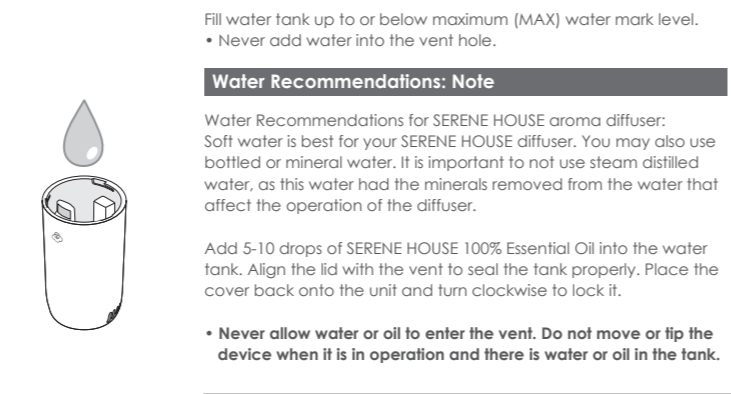 Fill water tank up to or below maximum (MAX) water mark level.
• Never add water into the vent hole.
Water Recommendations: Note
Water Recommendations for SERENE HOUSE aroma diffuser:
Soft water is best for your SERENE HOUSE diffuser. You may also use
bottled or mineral water. It is important to not use steam distilled
water, as this water had the minerals removed from the water that
affect the operation of the diffuser.
Add 5-10 drops of SERENE HOUSE 100% Essential Oil into the water
tank. Align the lid with the vent to seal the tank properly. Place the
cover back onto the unit and turn clockwise to lock it.
• Never allow water or oil to enter the vent. Do not move or tip the
device when it is in operation and there is water or oil in the tank.